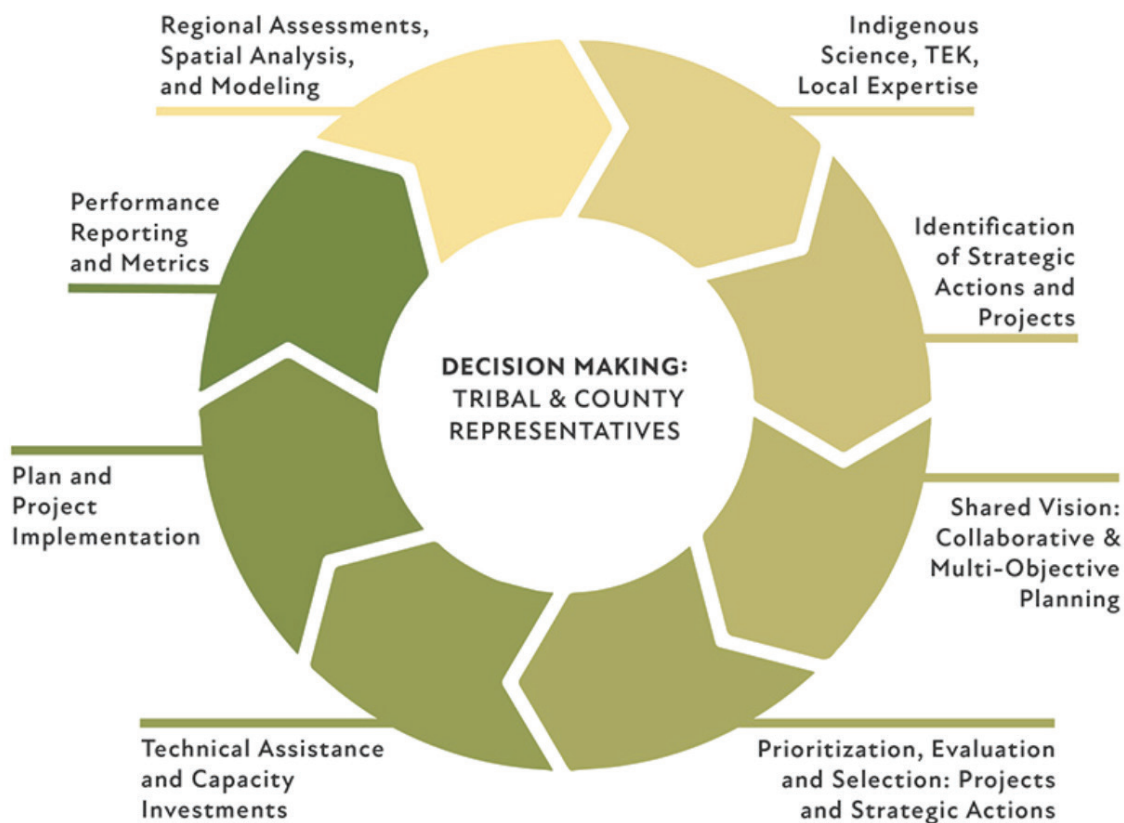 Regional Assessments,
Spatial Analysis,
and Modeling
Indigenous
Science, TEK,
Local Expertise
Identification
of Strategic
Actions and
Projects
Shared Vision:
Collaborative &
Multi-Objective
Planning
Prioritization, Evaluation
and Selection: Projects
and Strategic Actions
Technical Assistance
and Capacity
Investments
Plan and
Project
Implementation
Performance
Reporting
and Metrics
DECISION MAKING:
TRIBAL & COUNTY
REPRESENTATIVES